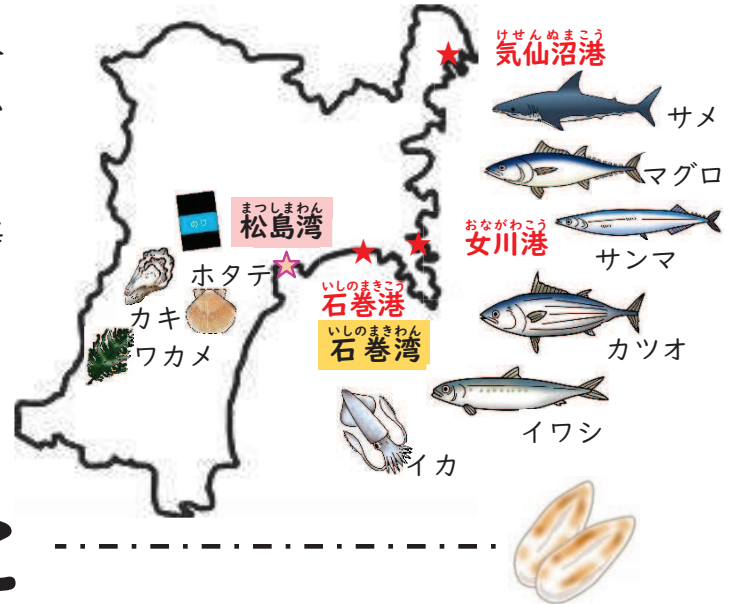 けせんぬまこう
気仙沼港
サメ
マグロ
のり
まつしまわん
松島湾
おながわこう
女川港
サンマ
ホタテ
いしのまきこう
石巻港
カキ
いしのまきわん
石巻湾
ワカメ
カツオ
イワシ
イカ